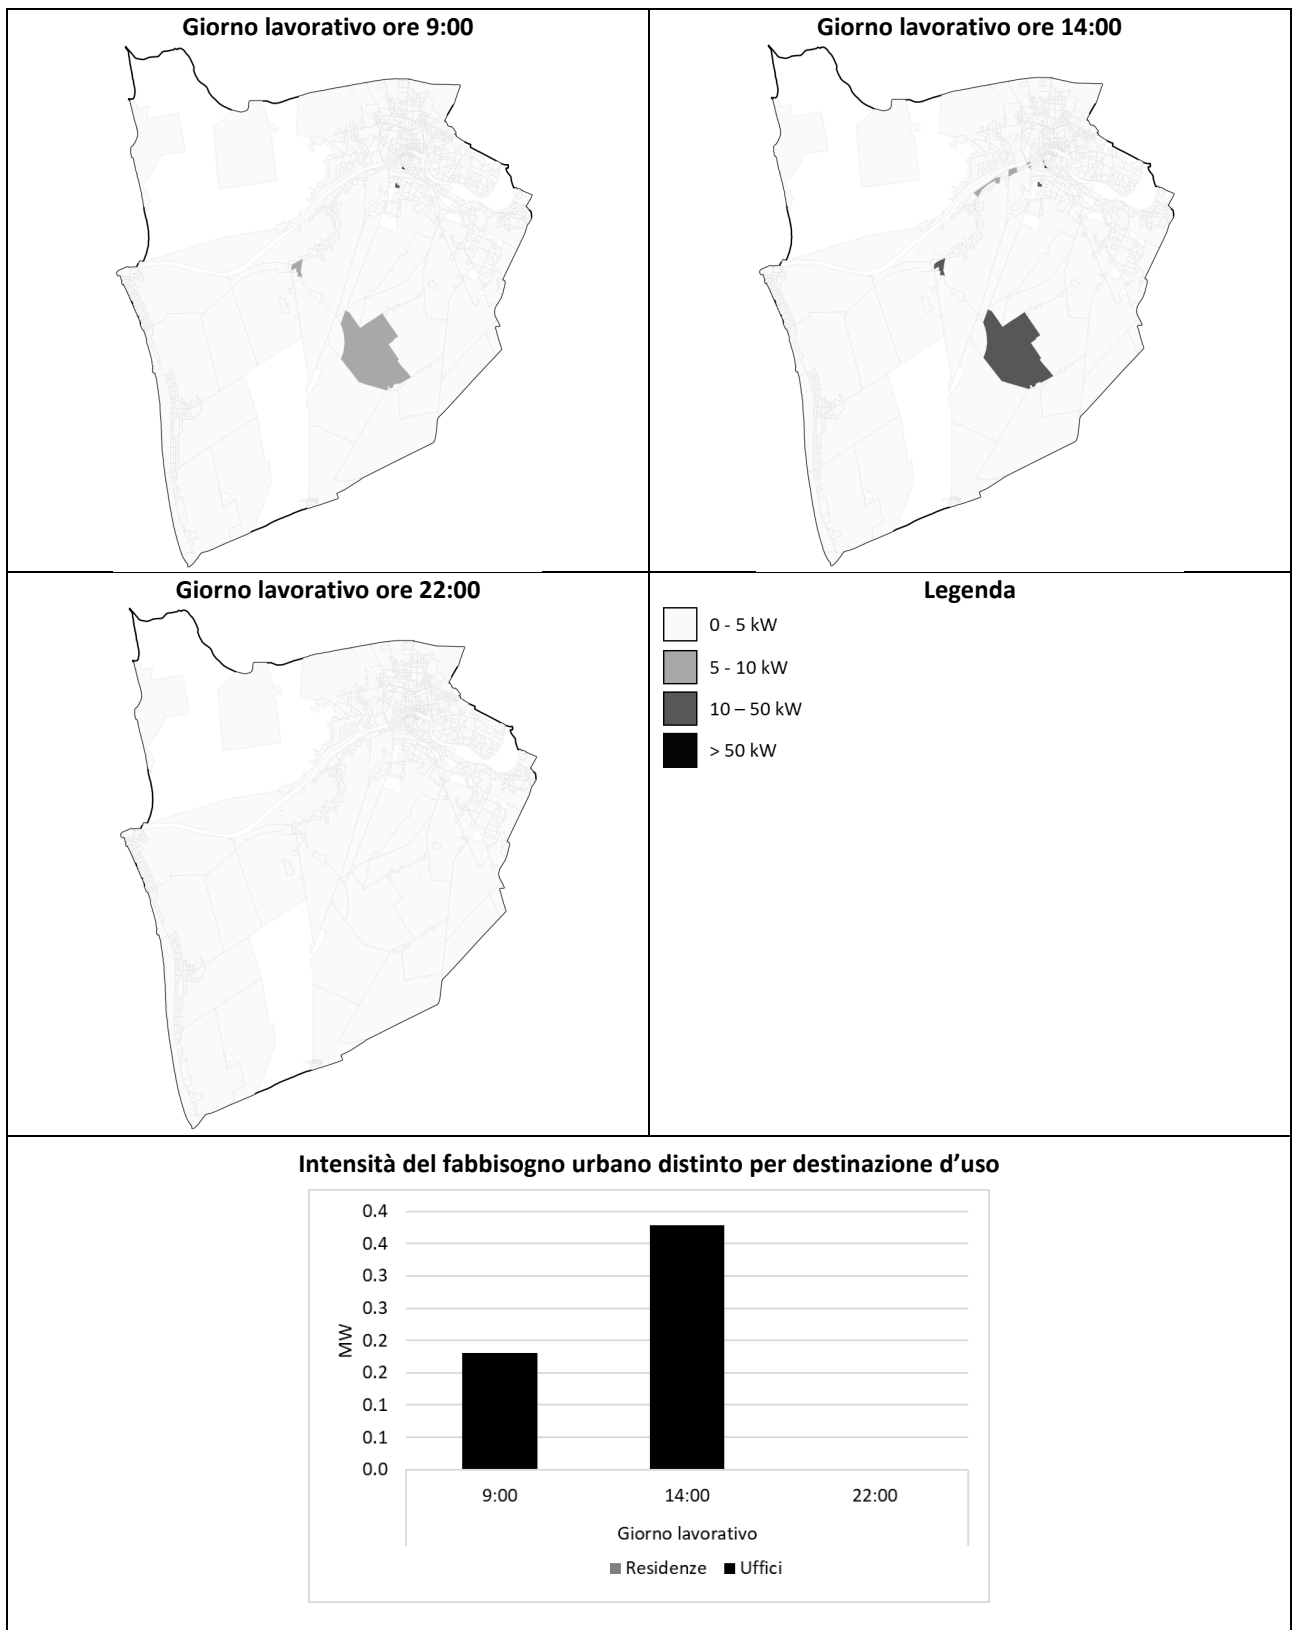 Giorno lavorativo ore 9:00
Giorno lavorativo ore 14:00
Giorno lavorativo ore 22:00
Legenda
0 - 5 kW
5 - 10 kW
10 – 50 kW
> 50 kW
Intensità del fabbisogno urbano distinto per destinazione d’uso
0.4
0.4
0.3
0.3
0.2
0.2
0.1
0.1
0.0
MW
9:00 14:00 22:00
Giorno lavorativo
Residenze Uffici